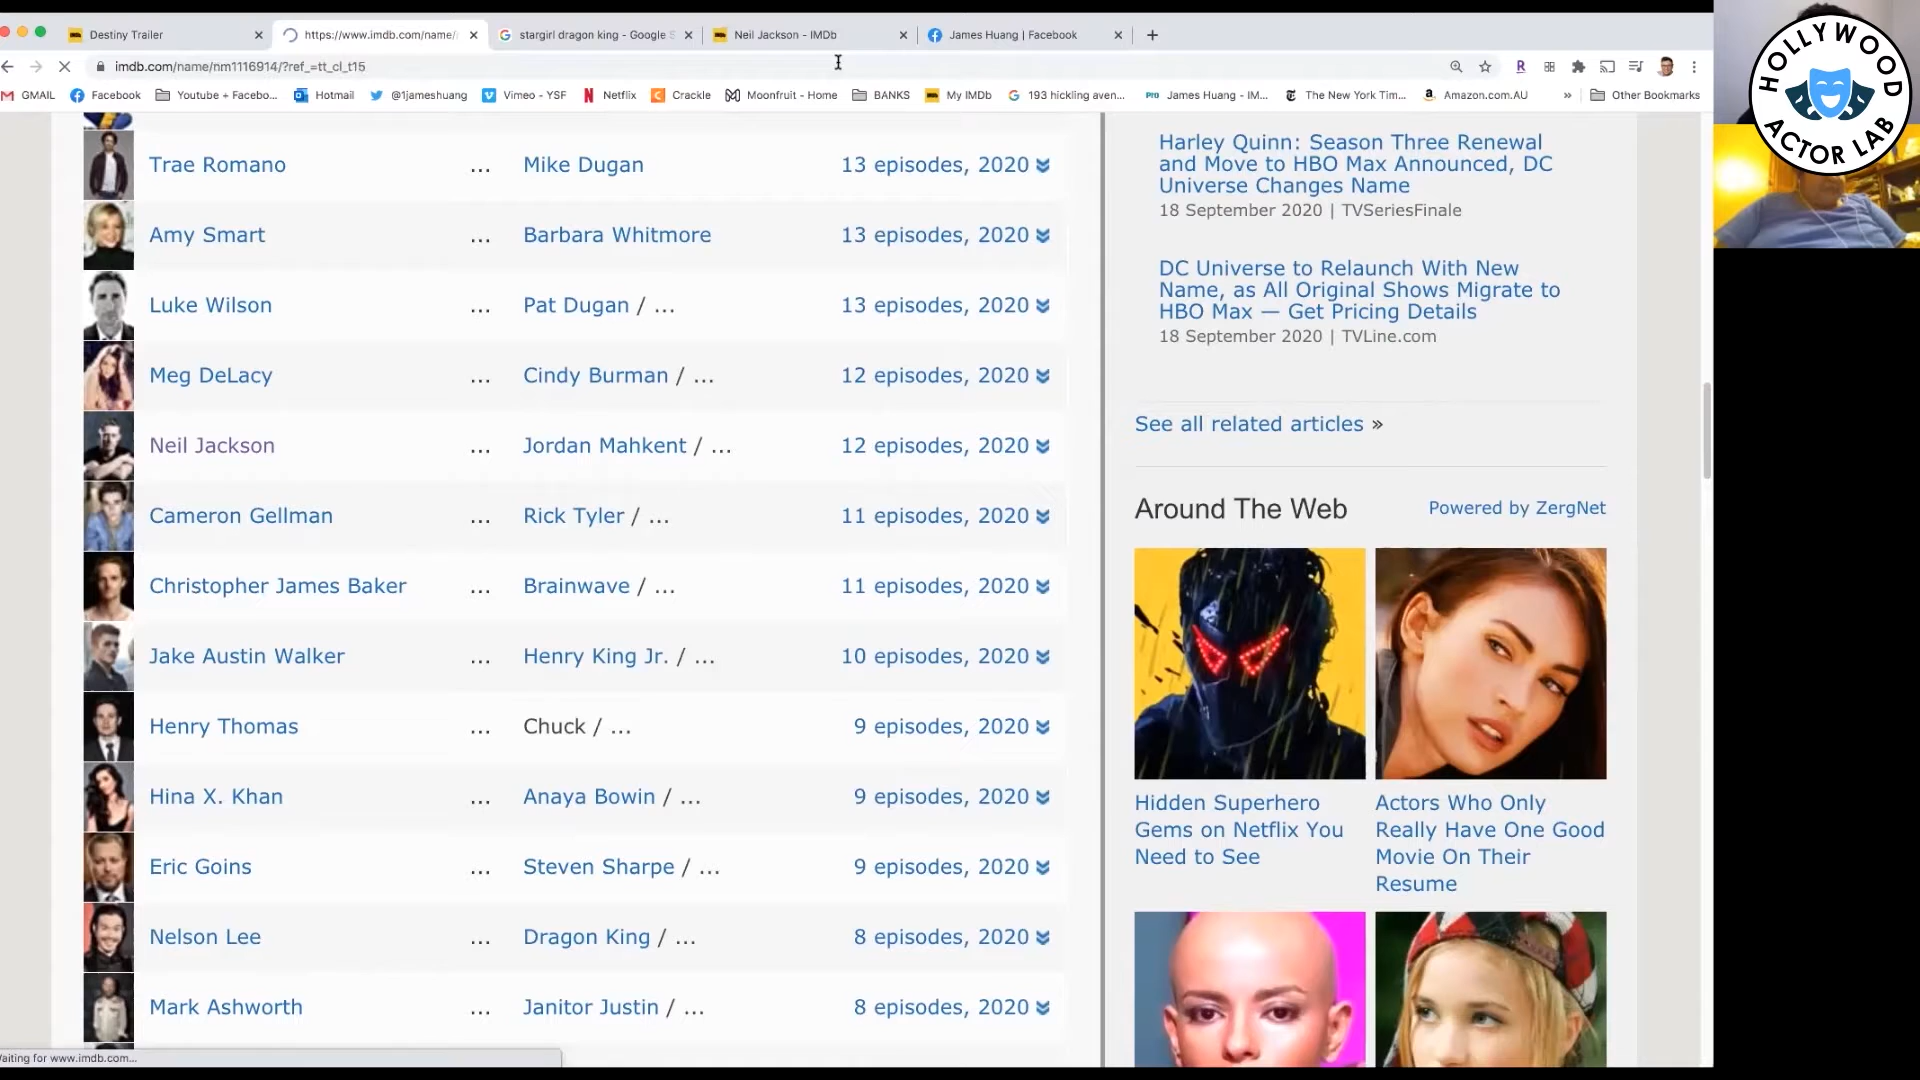 Destiny Trailer
https://www.imdb.com/name/
stargirl dragon king - Google S
Neil Jackson - IMDb
James Huang | Facebook
imdb.com/name/nm1116914/?ref_=tt_cl_t15
GMAIL
Facebook
Youtube + Facebo...
Hotmail
@1jameshuang
Vimeo - YSF
Netflix
Crackle
Moonfruit - Home
BANKS
My IMDb
193 hickling aven...
James Huang - IM...
The New York Tim...
Amazon.com.AU
»
Other Bookmarks
HOLLYWOOD
ACTOR LAB
Trae Romano ... Mike Dugan 13 episodes, 2020
Amy Smart ... Barbara Whitmore 13 episodes, 2020
Luke Wilson ... Pat Dugan / ... 13 episodes, 2020
Meg DeLacy ... Cindy Burman / ... 12 episodes, 2020
Neil Jackson ... Jordan Mahkent / ... 12 episodes, 2020
Cameron Gellman ... Rick Tyler / ... 11 episodes, 2020
Christopher James Baker ... Brainwave / ... 11 episodes, 2020
Jake Austin Walker ... Henry King Jr. / ... 10 episodes, 2020
Henry Thomas ... Chuck / ... 9 episodes, 2020
Hina X. Khan ... Anaya Bowin / ... 9 episodes, 2020
Eric Goins ... Steven Sharpe / ... 9 episodes, 2020
Nelson Lee ... Dragon King / ... 8 episodes, 2020
Mark Ashworth ... Janitor Justin / ... 8 episodes, 2020
Harley Quinn: Season Three Renewal
and Move to HBO Max Announced, DC
Universe Changes Name
18 September 2020 | TVSeriesFinale
DC Universe to Relaunch With New
Name, as All Original Shows Migrate to
HBO Max — Get Pricing Details
18 September 2020 | TVLine.com
See all related articles »
Around The Web
Powered by ZergNet
Hidden Superhero
Gems on Netflix You
Need to See
Actors Who Only
Really Have One Good
Movie On Their
Resume
Waiting for www.imdb.com...